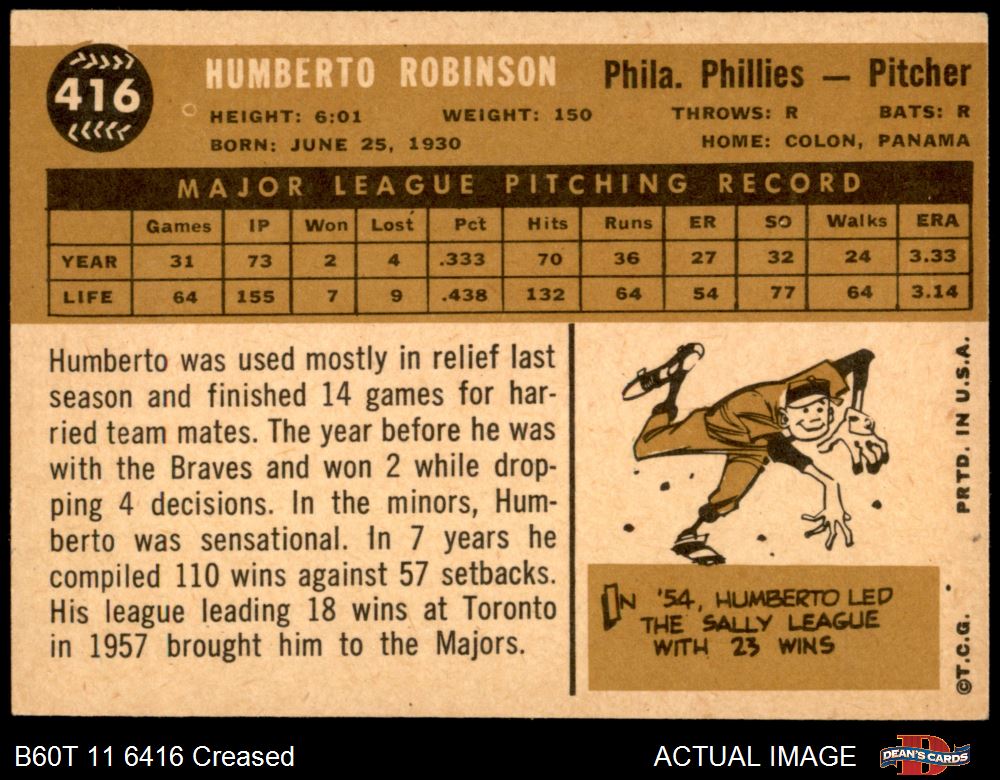 416
HUMBERTO ROBINSON
Phila. Phillies — Pitcher
HEIGHT: 6:01 WEIGHT: 150 THROWS: R BATS: R
BORN: JUNE 25, 1930 HOME: COLON, PANAMA
MAJOR LEAGUE PITCHING RECORD
Games IP Won Lost Pct Hits Runs ER SO Walks ERA
YEAR 31 73 2 4 .333 70 36 27 32 24 3.33
LIFE 64 155 7 9 .438 132 64 54 77 64 3.14
Humberto was used mostly in relief last
season and finished 14 games for har-
ried team mates. The year before he was
with the Braves and won 2 while drop-
ping 4 decisions. In the minors, Hum-
berto was sensational. In 7 years he
compiled 110 wins against 57 setbacks.
His league leading 18 wins at Toronto
in 1957 brought him to the Majors.
IN '54, HUMBERTO LED
THE SALLY LEAGUE
WITH 23 WINS
©T.C.G. PRTD. IN U.S.A.
B60T 11 6416 Creased
ACTUAL IMAGE
D
DEAN'S CARDS